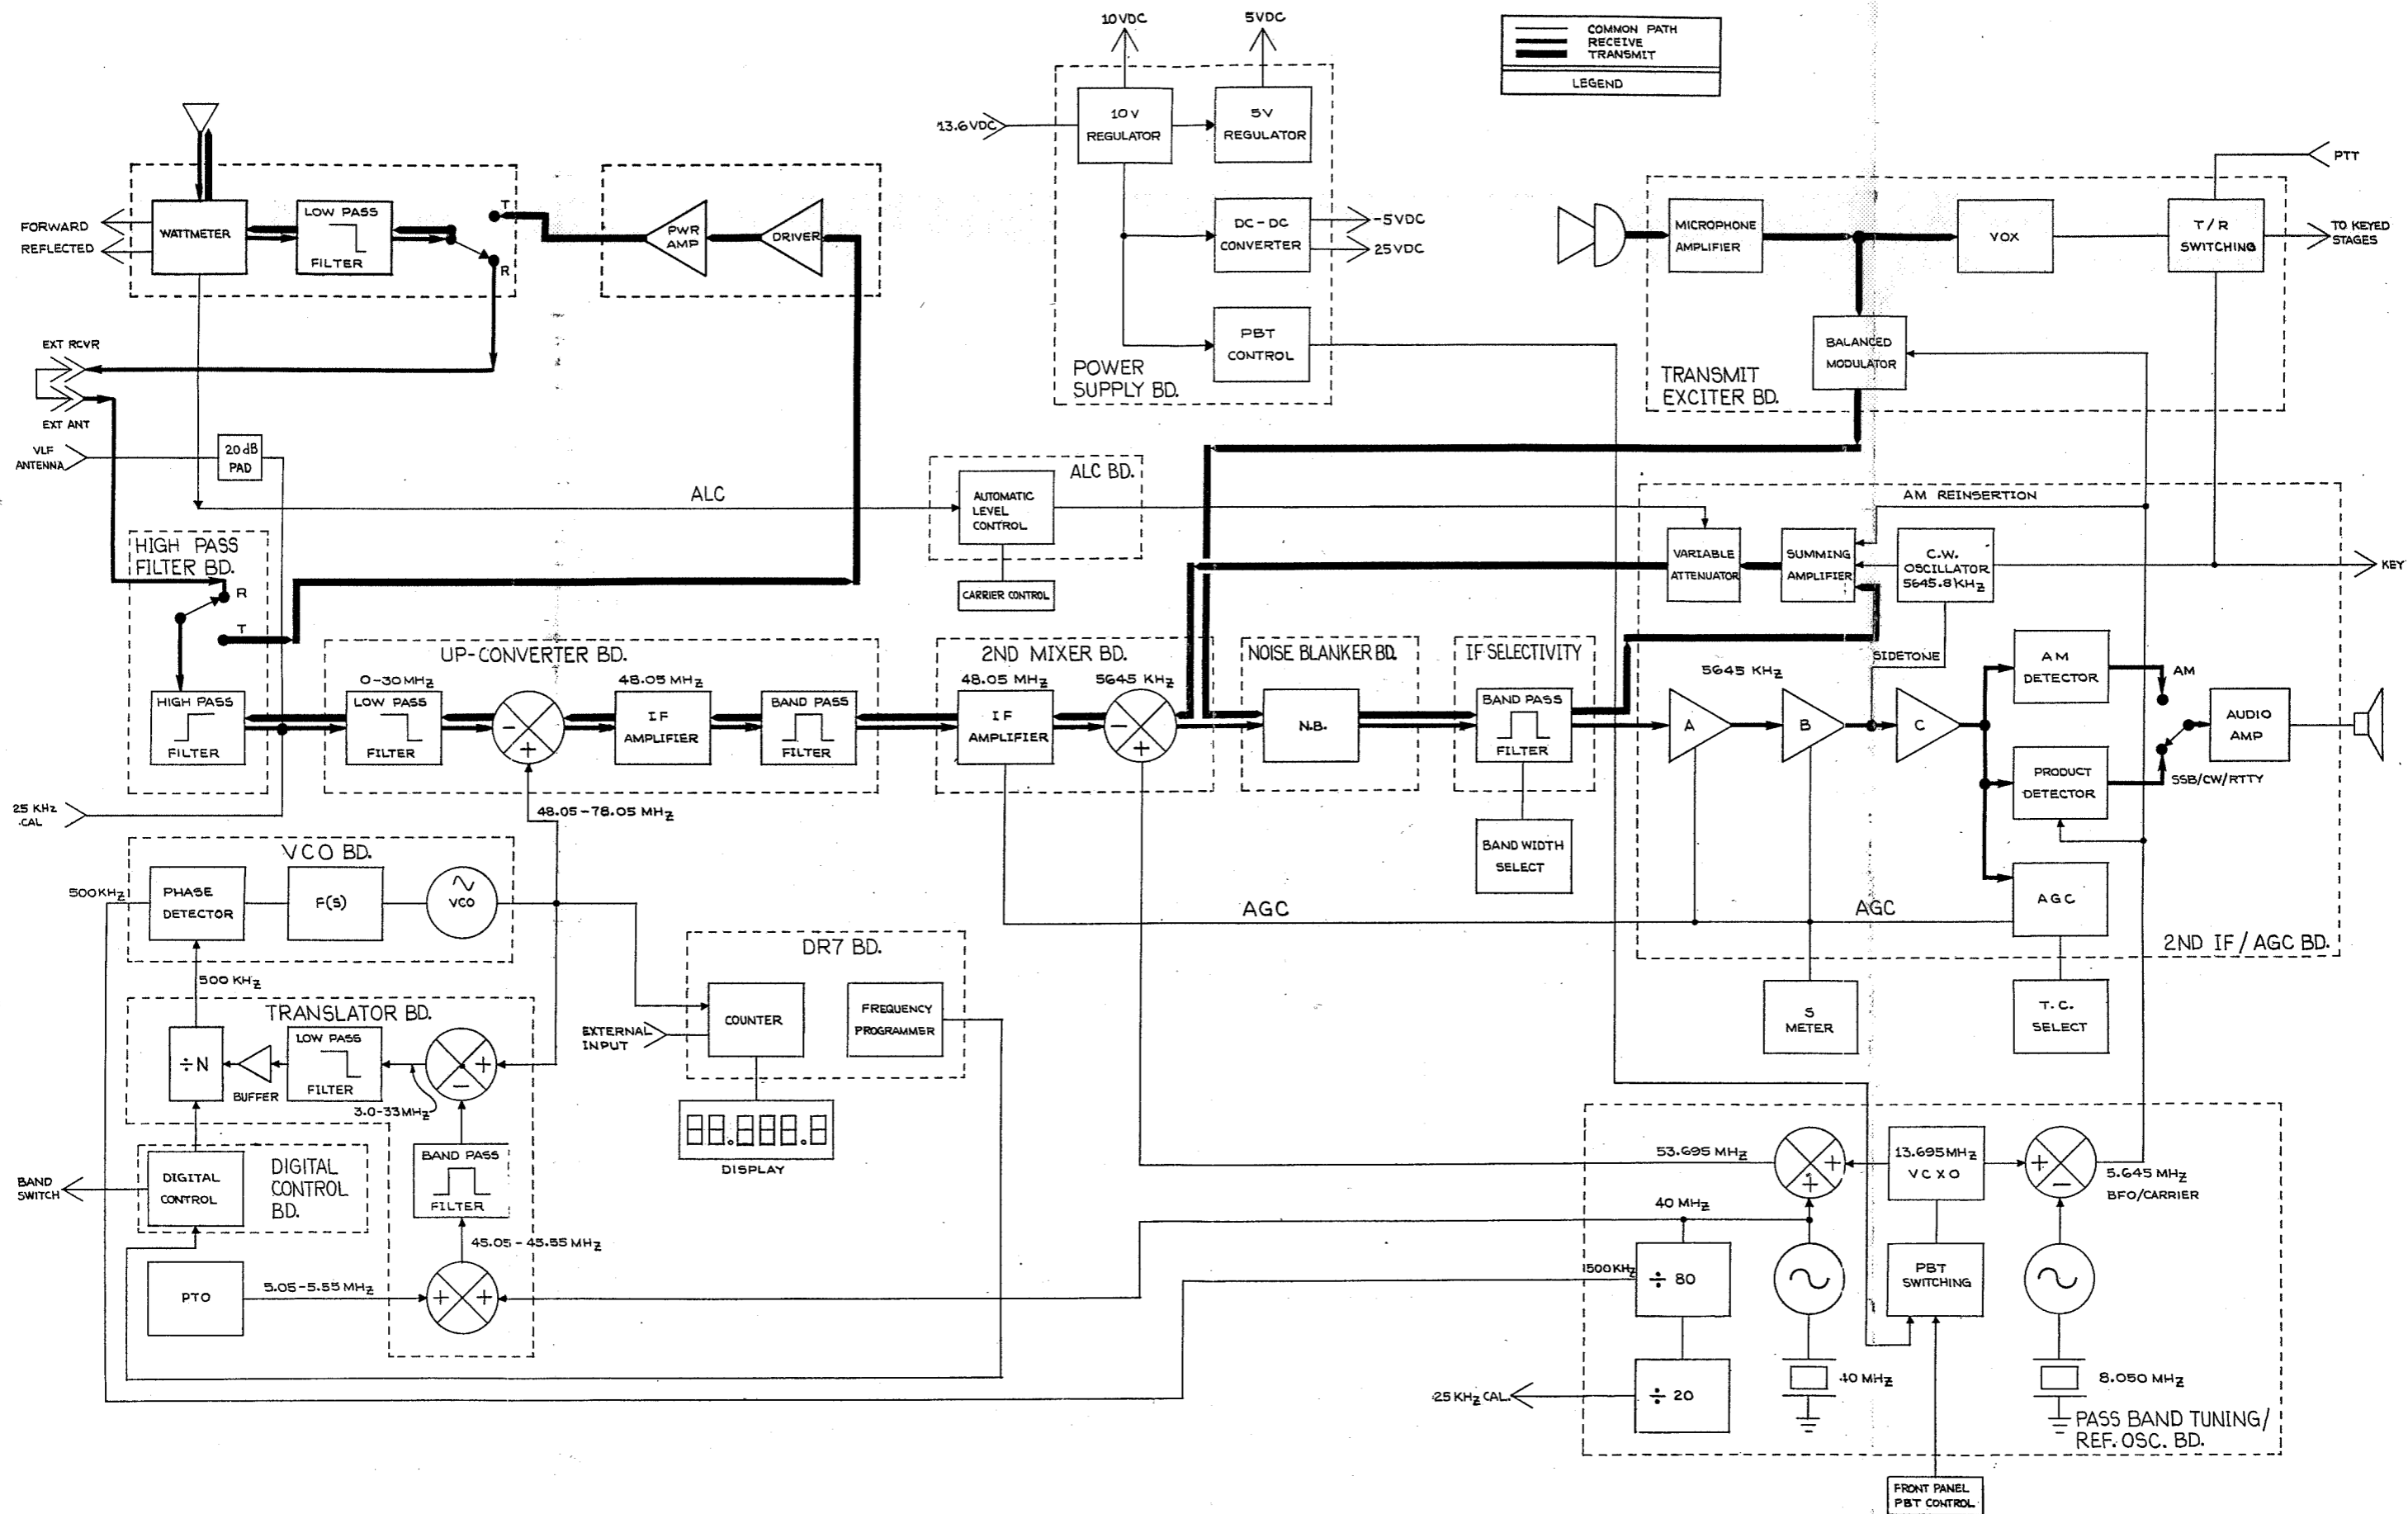 10VDC
5VDC
COMMON PATH
RECEIVE
TRANSMIT
LEGEND
13.6VDC
10V
REGULATOR
5V
REGULATOR
DC-DC
CONVERTER
-5VDC
25VDC
PBT
CONTROL
POWER
SUPPLY BD.
FORWARD
REFLECTED
WATTMETER
LOW PASS
FILTER
T
R
PWR
AMP
DRIVER
MICROPHONE
AMPLIFIER
VOX
T/R
SWITCHING
PTT
TO KEYED
STAGES
BALANCED
MODULATOR
TRANSMIT
EXCITER BD.
EXT RCVR
EXT ANT
VLF
ANTENNA
20dB
PAD
ALC
ALC BD.
AUTOMATIC
LEVEL
CONTROL
CARRIER CONTROL
AM REINSERTION
VARIABLE
ATTENUATOR
SUMMING
AMPLIFIER
C.W.
OSCILLATOR
5645.8KHz
KEY
SIDETONE
HIGH PASS
FILTER BD.
R
T
HIGH PASS
FILTER
UP-CONVERTER BD.
0-30MHz
LOW PASS
FILTER
-
+
48.05MHz
IF
AMPLIFIER
BAND PASS
FILTER
2ND MIXER BD.
48.05MHz
IF
AMPLIFIER
5645 KHz
-
+
NOISE BLANKER BD.
N.B.
IF SELECTIVITY
BAND PASS
FILTER
BAND WIDTH
SELECT
5645 KHz
A
B
C
AM
DETECTOR
AM
PRODUCT
DETECTOR
SSB/CW/RTTY
AUDIO
AMP
AGC
AGC
AGC
2ND IF/AGC BD.
S
METER
T.C.
SELECT
25 KHz
CAL
48.05-78.05 MHz
VCO BD.
500KHz
PHASE
DETECTOR
F(S)
VCO
500 KHz
TRANSLATOR BD.
÷N
BUFFER
LOW PASS
FILTER
+
-
3.0-33MHz
DR7 BD.
COUNTER
FREQUENCY
PROGRAMMER
EXTERNAL
INPUT
88.888.8
DISPLAY
BAND
SWITCH
DIGITAL
CONTROL
DIGITAL
CONTROL
BD.
BAND PASS
FILTER
45.05-45.55MHz
PTO
5.05-5.55MHz
+
+
53.695 MHz
+
+
13.695MHz
VCXO
+
-
5.645 MHz
BFO/CARRIER
40 MHz
500KHz
÷ 80
PBT
SWITCHING
÷ 20
25 KHz CAL.
40 MHz
8.050 MHz
PASS BAND TUNING/
REF. OSC. BD.
FRONT PANEL
PBT CONTROL